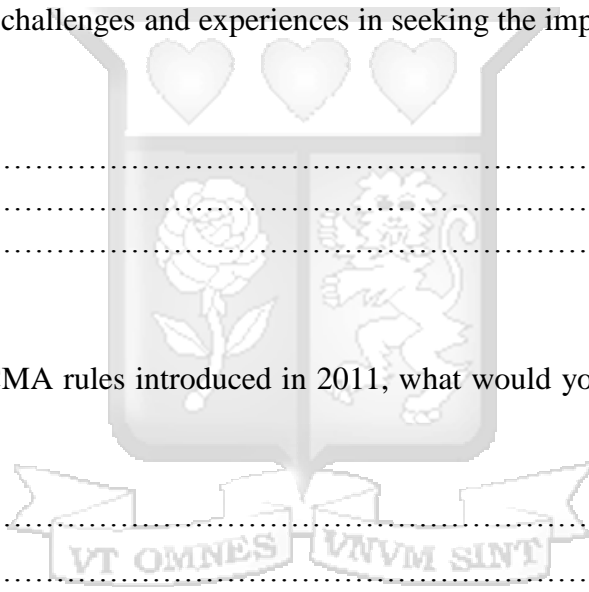 challenges and experiences in seeking the imp
……………………………………………………
……………………………………………………
……………………………………………………
MA rules introduced in 2011, what would yo
……………………………………………………
VT OMNES VNVM SINT
……………………………………………………